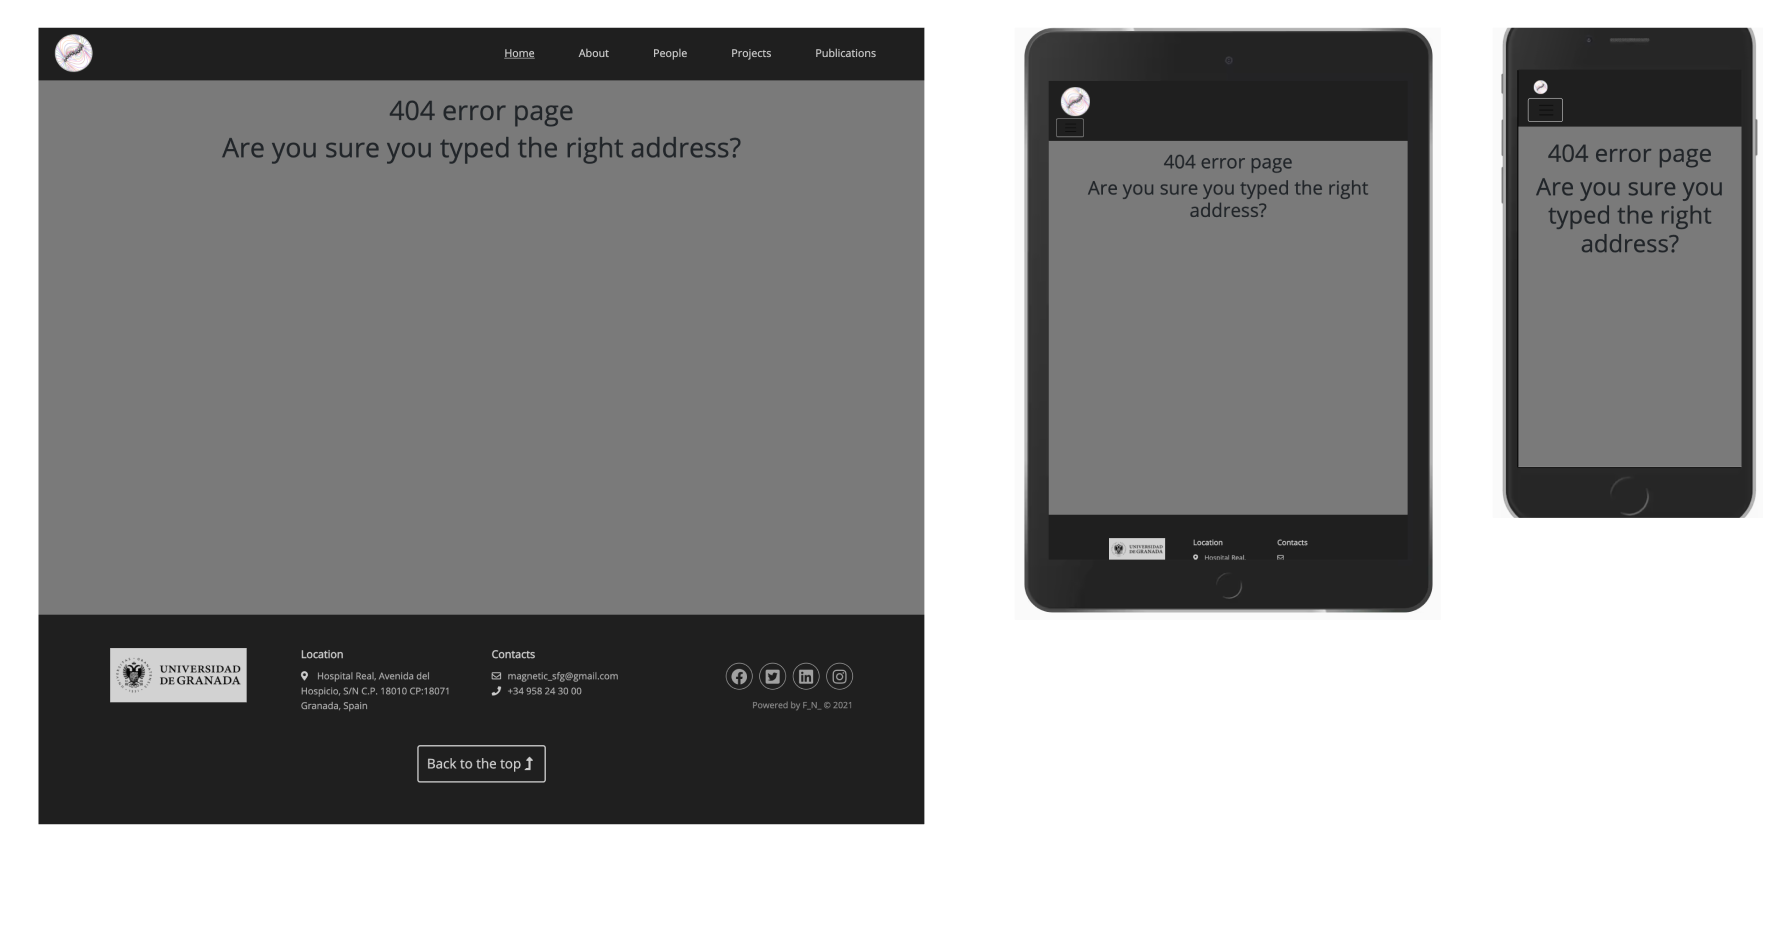 Home About People Projects Publications
404 error page
Are you sure you typed the right address?
UNIVERSIDAD
DE GRANADA
Location
Hospital Real, Avenida del
Hospicio, S/N C.P. 18010 CP:18071
Granada, Spain
Contacts
magnetic_sfg@gmail.com
+34 958 24 30 00
Powered by F_N_ © 2021
Back to the top
404 error page
Are you sure you typed the right
address?
UNIVERSIDAD
DE GRANADA
Location
Hospital Real,
Contacts
404 error page
Are you sure you
typed the right
address?